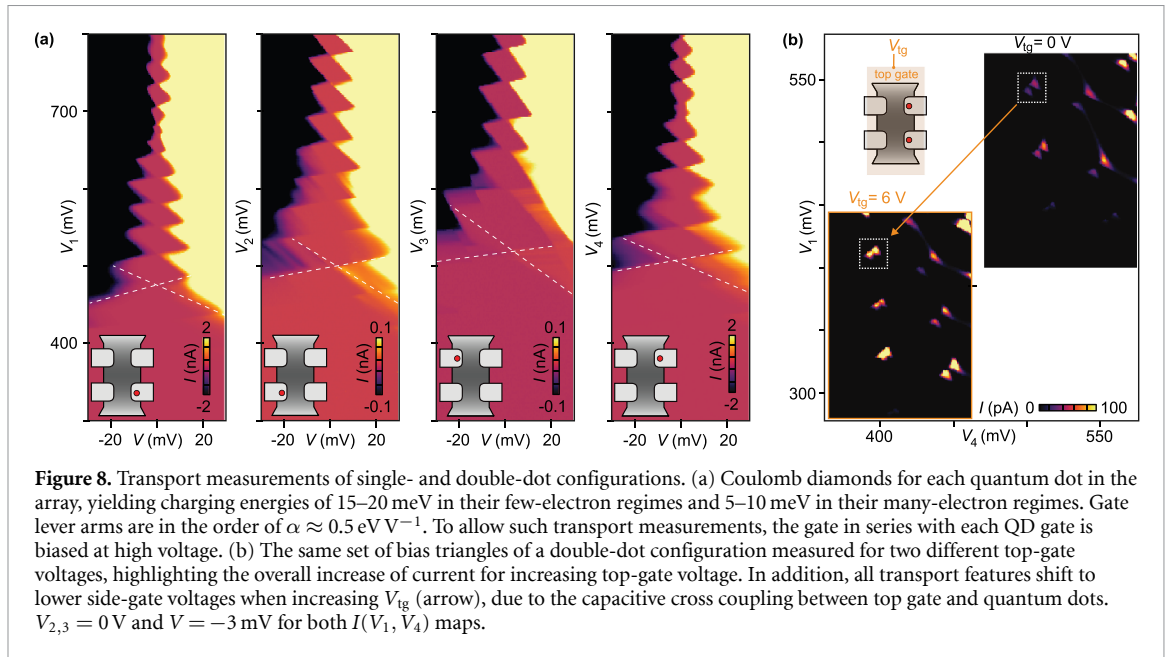 (a)
V1 (mV)
700
400
-20
V (mV)
20
2
I (nA)
-2
V2 (mV)
-20
V (mV)
20
0.1
I (nA)
-0.1
V3 (mV)
-20
V (mV)
20
0.1
I (nA)
-0.1
V4 (mV)
-20
V (mV)
20
2
I (nA)
-2
(b)
Vtg
top gate
Vtg= 0 V
Vtg= 6 V
550
V1 (mV)
300
I (pA)
0
100
400
V4 (mV)
550
Figure 8. Transport measurements of single- and double-dot configurations. (a) Coulomb diamonds for each quantum dot in the
array, yielding charging energies of 15–20 meV in their few-electron regimes and 5–10 meV in their many-electron regimes. Gate
lever arms are in the order of α ≈ 0.5 eV V−1. To allow such transport measurements, the gate in series with each QD gate is
biased at high voltage. (b) The same set of bias triangles of a double-dot configuration measured for two different top-gate
voltages, highlighting the overall increase of current for increasing top-gate voltage. In addition, all transport features shift to
lower side-gate voltages when increasing Vtg (arrow), due to the capacitive cross coupling between top gate and quantum dots.
V2,3 = 0 V and V = −3 mV for both I(V1, V4) maps.